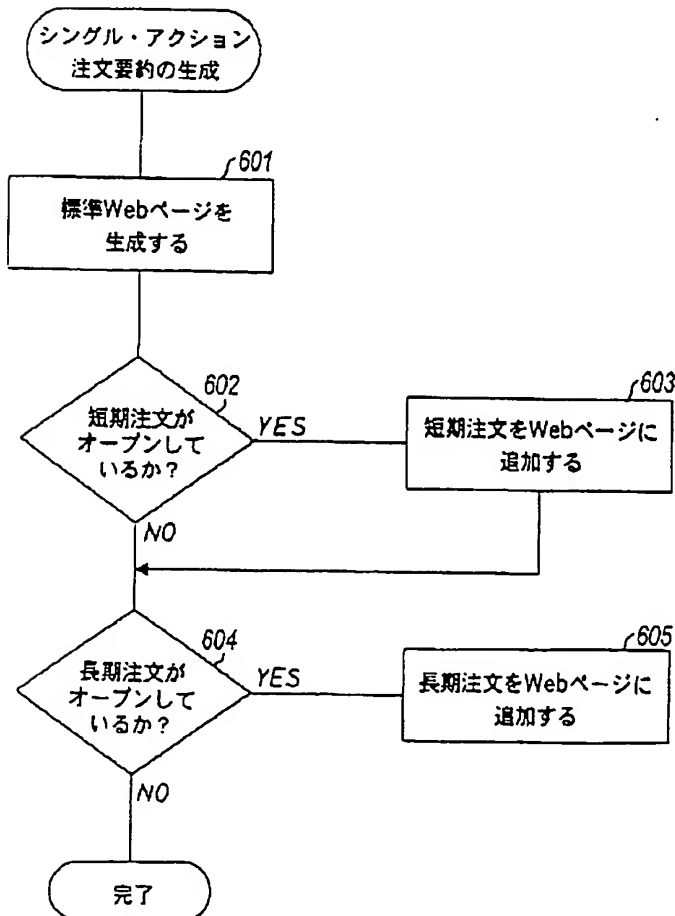 シングル・アクション
注文要約の生成
601
標準Webページを
生成する
602
短期注文が
オープンして
いるか？
YES
NO
603
短期注文をWebページに
追加する
604
長期注文が
オープンして
いるか？
YES
NO
605
長期注文をWebページに
追加する
完了